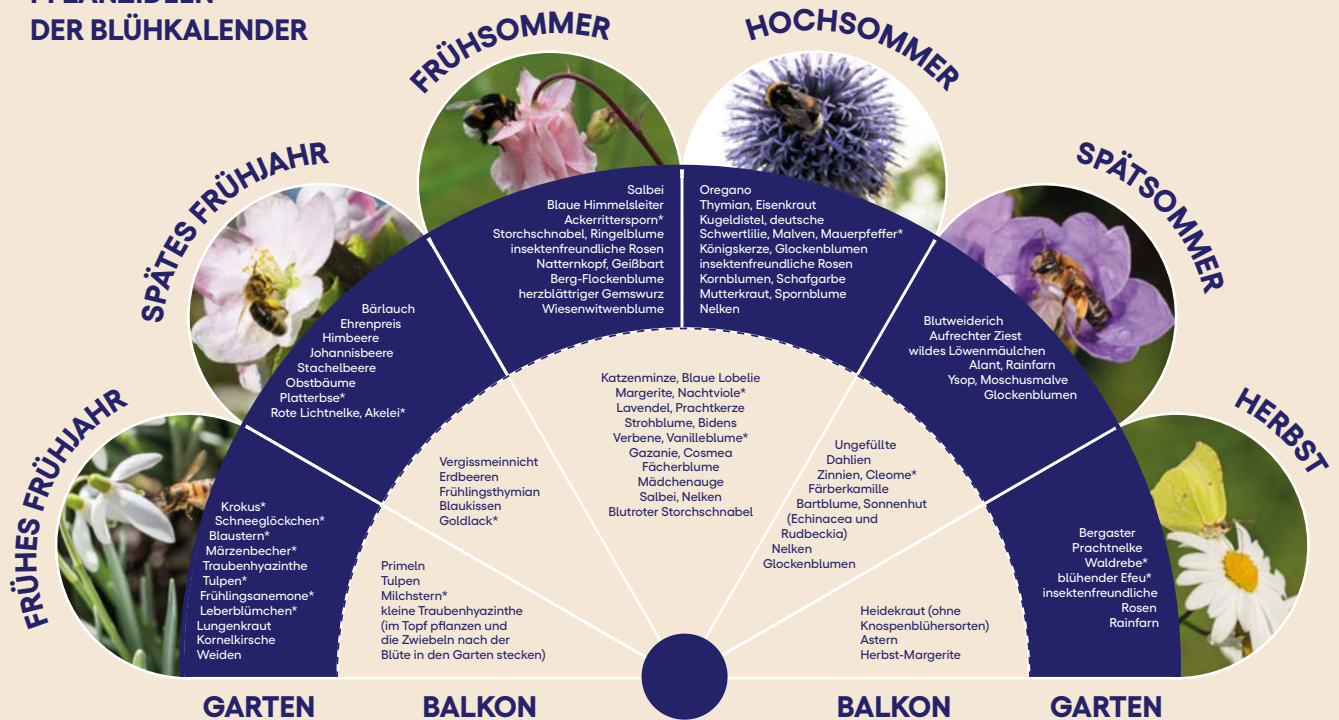 PFLANZIDEEN
DER BLÜHKALENDER
FRÜHES FRÜHJAHR
Krokus*
Schneeglöckchen*
Blaustern*
Märzenbecher*
Traubenhyazinthe
Tulpen*
Frühlingsanemone*
Leberblümchen*
Lungenkraut
Kornelkirsche
Weiden
Primeln
Tulpen
Milchstern*
kleine Traubenhyazinthe
(im Topf pflanzen und
die Zwiebeln nach der
Blüte in den Garten stecken)
SPÄTES FRÜHJAHR
Bärlauch
Ehrenpreis
Himbeere
Johannisbeere
Stachelbeere
Obstbäume
Platterbse*
Rote Lichtnelke, Akelei*
Vergissmeinnicht
Erdbeeren
Frühlingsthymian
Blaukissen
Goldlack*
FRÜHSOMMER
Salbei
Blaue Himmelsleiter
Ackerrittersporn*
Storchschnabel, Ringelblume
insektenfreundliche Rosen
Natternkopf, Geißbart
Berg-Flockenblume
herzblättriger Gemswurz
Wiesenwitwenblume
HOCHSOMMER
Oregano
Thymian, Eisenkraut
Kugeldistel, deutsche
Schwertlilie, Malven, Mauerpfeffer*
Königskerze, Glockenblumen
insektenfreundliche Rosen
Kornblumen, Schafgarbe
Mutterkraut, Spornblume
Nelken
Katzenminze, Blaue Lobelie
Margerite, Nachtviole*
Lavendel, Prachtkerze
Strohblume, Bidens
Verbene, Vanilleblume*
Gazanie, Cosmea
Fächerblume
Mädchenauge
Salbei, Nelken
Blutroter Storchschnabel
SPÄTSOMMER
Blutweiderich
Aufrechter Ziest
wildes Löwenmäulchen
Alant, Rainfarn
Ysop, Moschusmalve
Glockenblumen
Ungefüllte
Dahlien
Zinnien, Cleome*
Färberkamille
Bartblume, Sonnenhut
(Echinacea und
Rudbeckia)
Nelken
Glockenblumen
HERBST
Bergaster
Prachtnelke
Waldrebe*
blühender Efeu*
insektenfreundliche
Rosen
Rainfarn
Heidekraut (ohne
Knospenblühersorten)
Astern
Herbst-Margerite
GARTEN
BALKON
BALKON
GARTEN